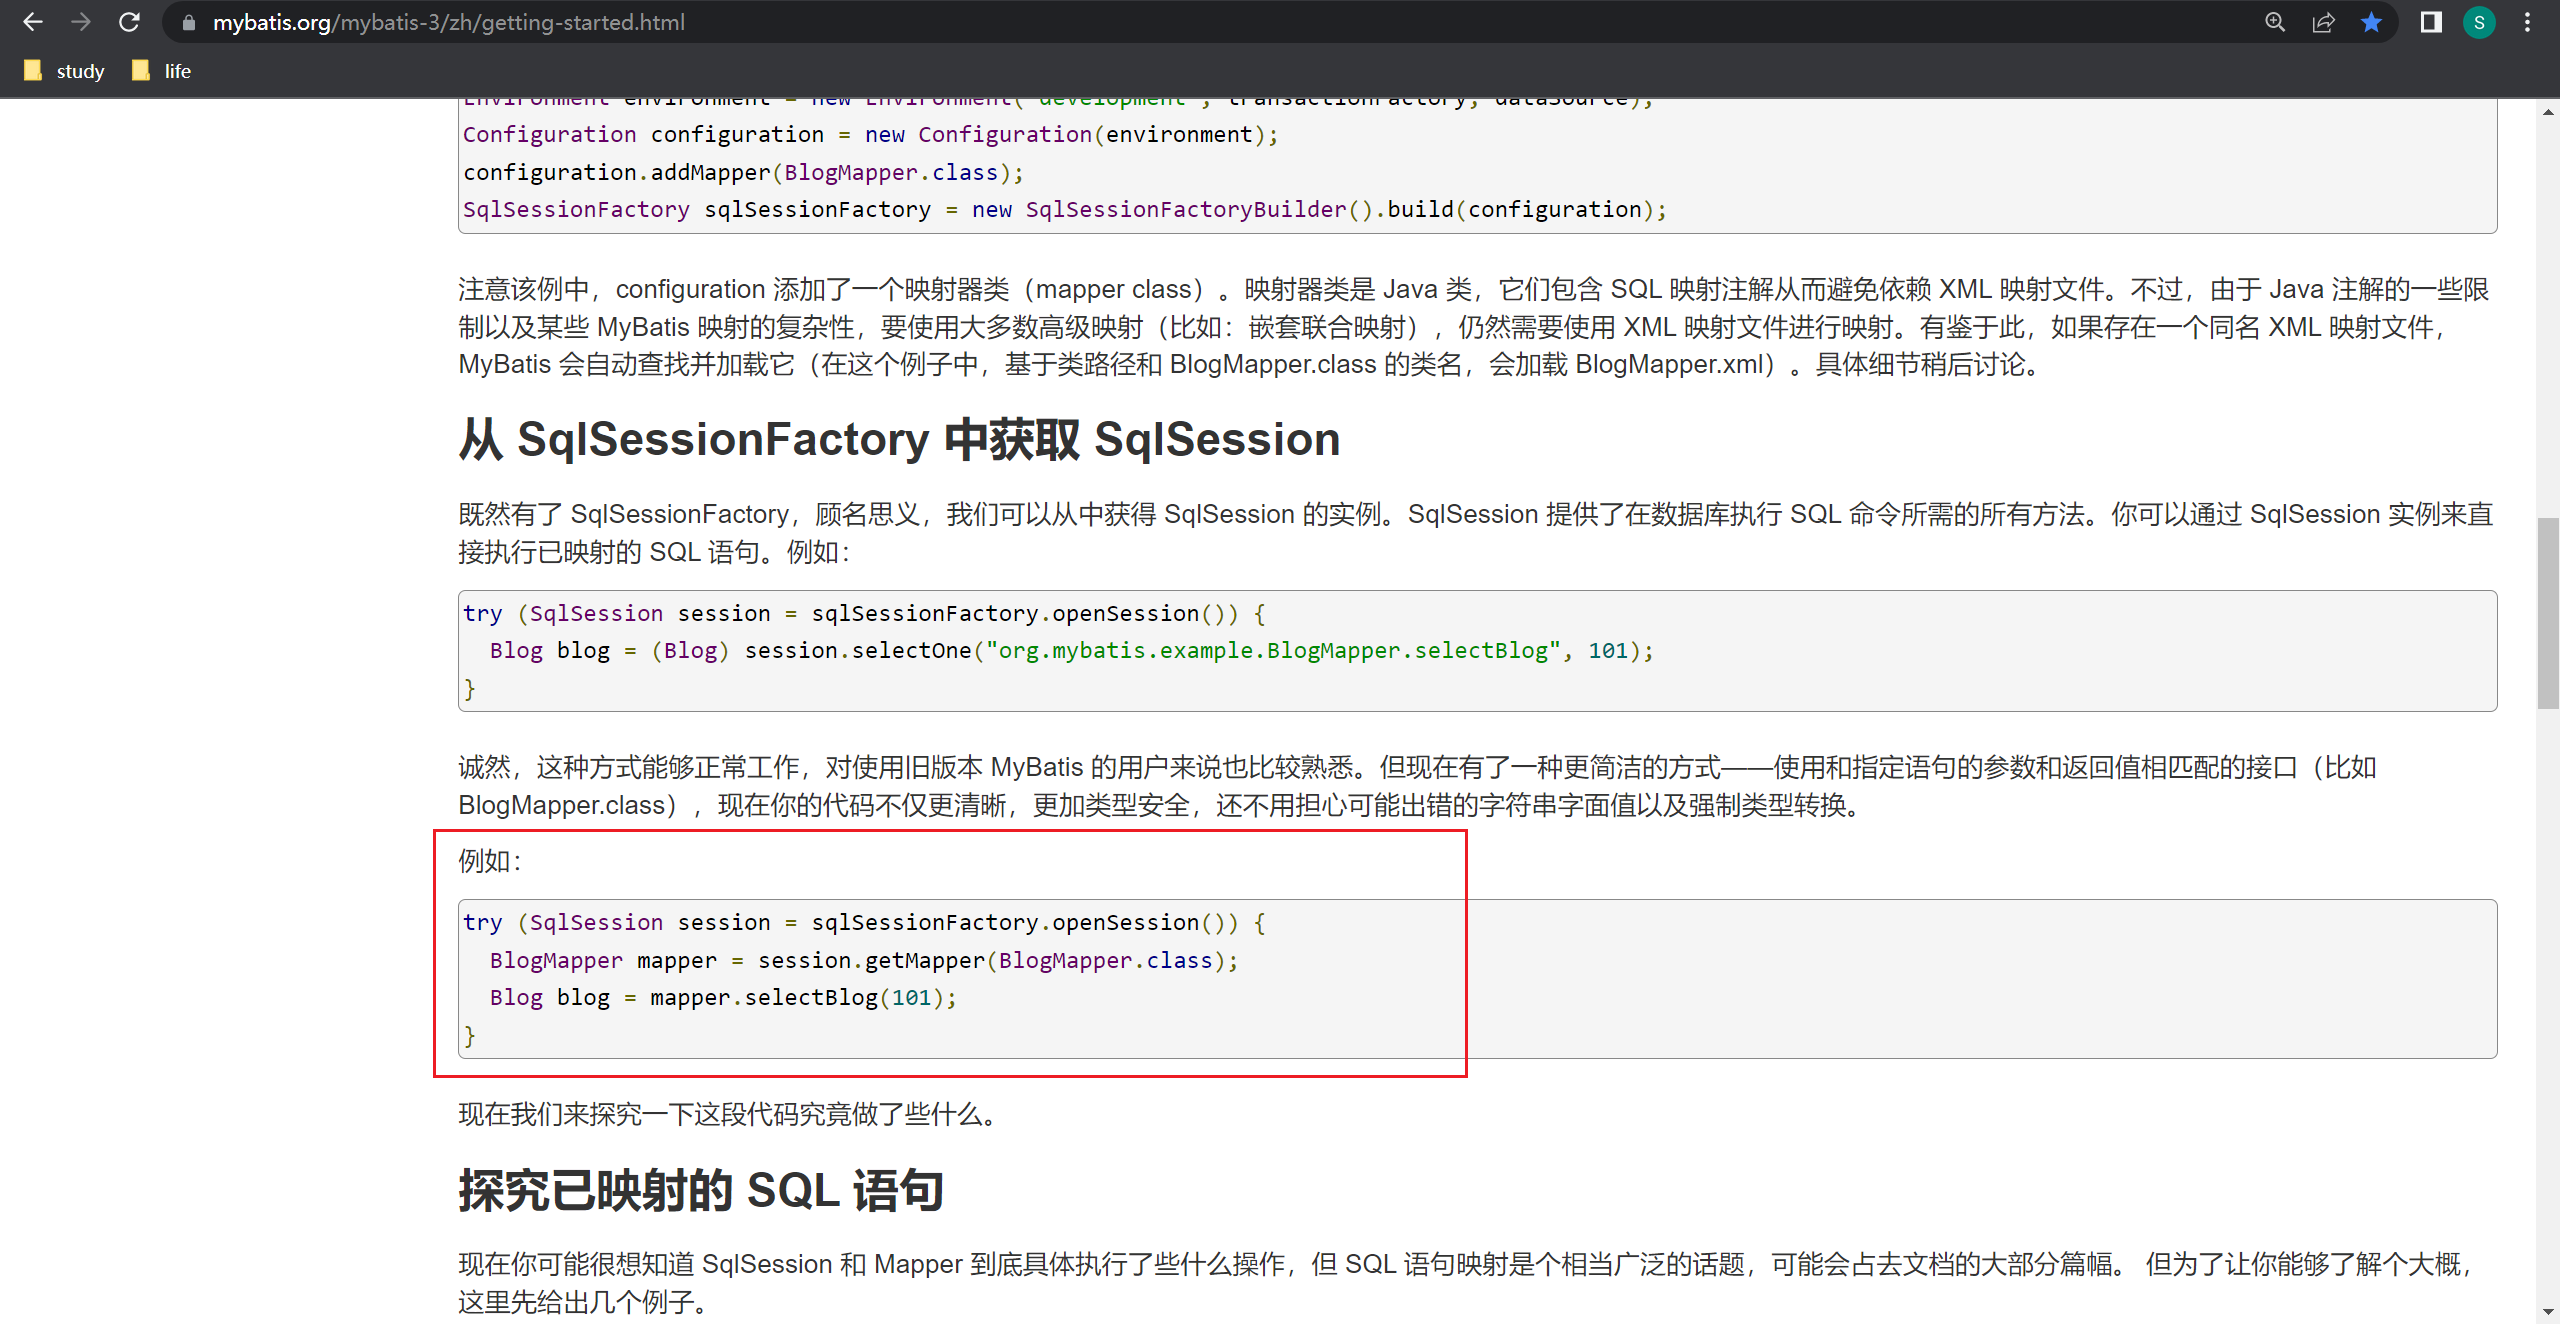 mybatis.org/mybatis-3/zh/getting-started.html
S
study life
Environment environment = new Environment("development", transactionFactory, dataSource);
Configuration configuration = new Configuration(environment);
configuration.addMapper(BlogMapper.class);
SqlSessionFactory sqlSessionFactory = new SqlSessionFactoryBuilder().build(configuration);
注意该例中，configuration 添加了一个映射器类（mapper class）。映射器类是 Java 类，它们包含 SQL 映射注解从而避免依赖 XML 映射文件。不过，由于 Java 注解的一些限
制以及某些 MyBatis 映射的复杂性，要使用大多数高级映射（比如：嵌套联合映射），仍然需要使用 XML 映射文件进行映射。有鉴于此，如果存在一个同名 XML 映射文件，
MyBatis 会自动查找并加载它（在这个例子中，基于类路径和 BlogMapper.class 的类名，会加载 BlogMapper.xml）。具体细节稍后讨论。
从 SqlSessionFactory 中获取 SqlSession
既然有了 SqlSessionFactory，顾名思义，我们可以从中获得 SqlSession 的实例。SqlSession 提供了在数据库执行 SQL 命令所需的所有方法。你可以通过 SqlSession 实例来直
接执行已映射的 SQL 语句。例如：
try (SqlSession session = sqlSessionFactory.openSession()) {
  Blog blog = (Blog) session.selectOne("org.mybatis.example.BlogMapper.selectBlog", 101);
}
诚然，这种方式能够正常工作，对使用旧版本 MyBatis 的用户来说也比较熟悉。但现在有了一种更简洁的方式——使用和指定语句的参数和返回值相匹配的接口（比如
BlogMapper.class），现在你的代码不仅更清晰，更加类型安全，还不用担心可能出错的字符串字面值以及强制类型转换。
例如：
try (SqlSession session = sqlSessionFactory.openSession()) {
  BlogMapper mapper = session.getMapper(BlogMapper.class);
  Blog blog = mapper.selectBlog(101);
}
现在我们来探究一下这段代码究竟做了些什么。
探究已映射的 SQL 语句
现在你可能很想知道 SqlSession 和 Mapper 到底具体执行了些什么操作，但 SQL 语句映射是个相当广泛的话题，可能会占去文档的大部分篇幅。 但为了让你能够了解个大概，
这里先给出几个例子。